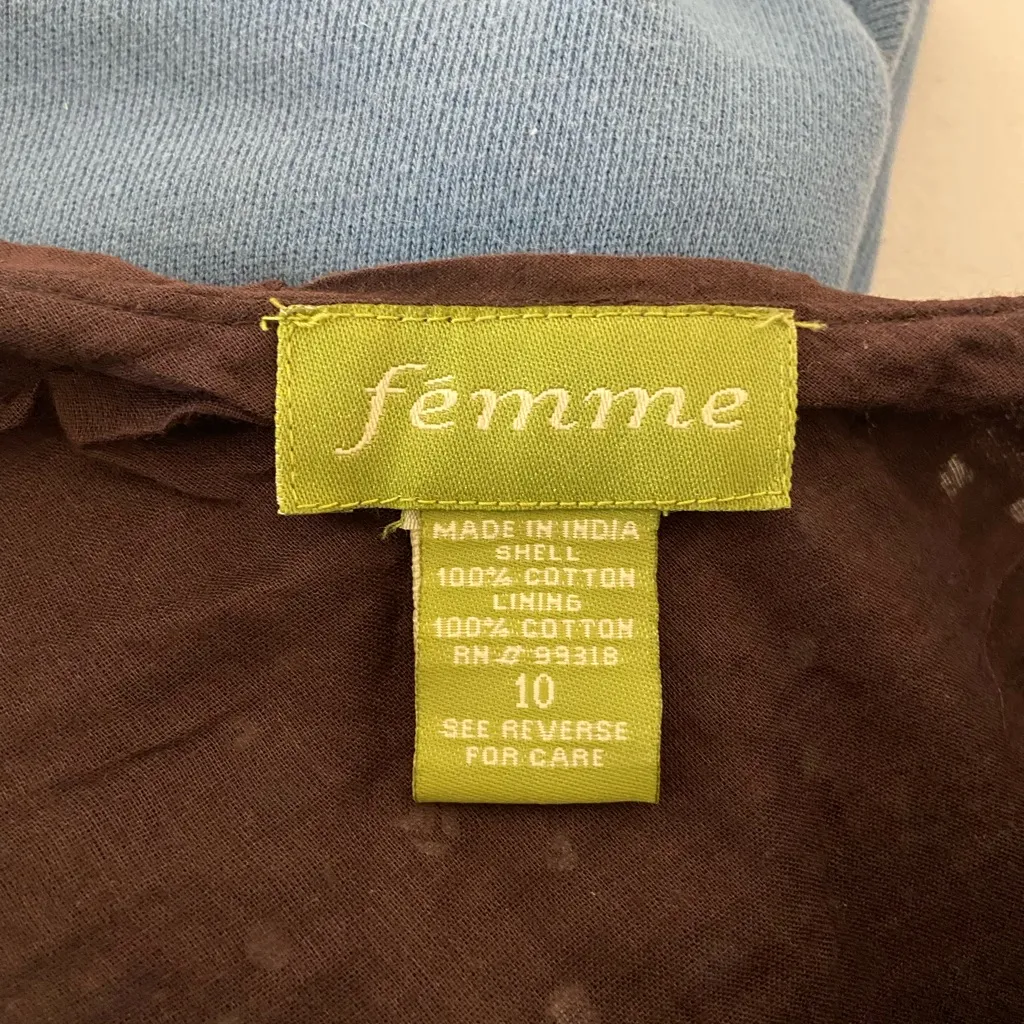 fémme
MADE IN INDIA
SHELL
100% COTTON
LINING
100% COTTON
RN # 99318
10
SEE REVERSE
FOR CARE